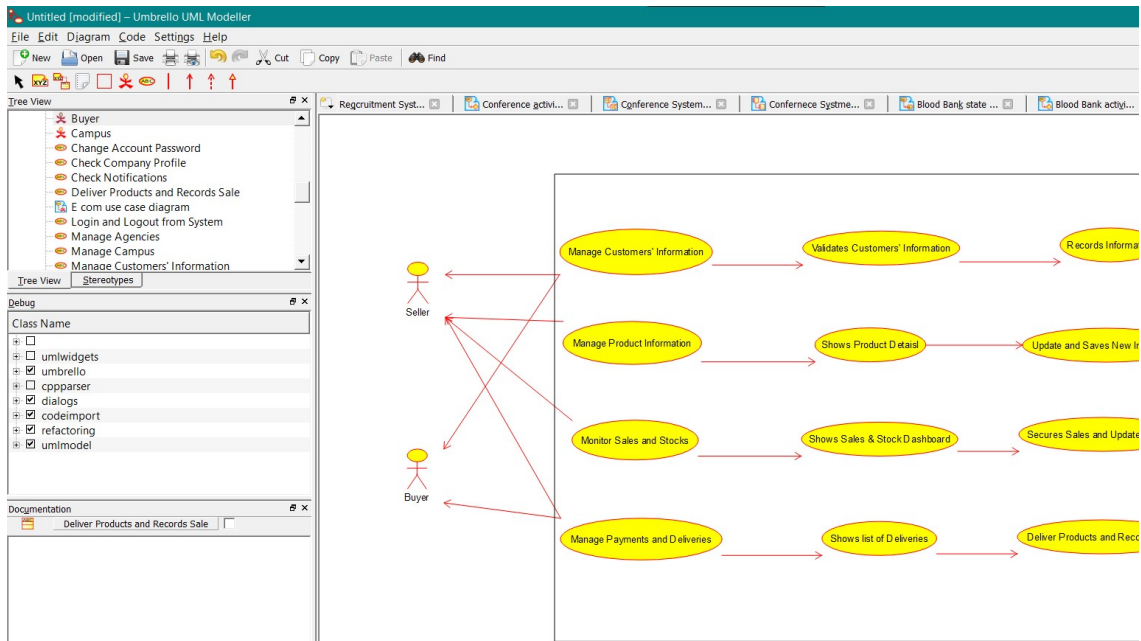 Untitled [modified] – Umbrello UML Modeller
File Edit Diagram Code Settings Help
New Open Save Cut Copy Paste Find
XYZ ABC
Tree View
Buyer
Campus
Change Account Password
Check Company Profile
Check Notifications
Deliver Products and Records Sale
E com use case diagram
Login and Logout from System
Manage Agencies
Manage Campus
Manage Customers' Information
Tree View Stereotypes
Debug
Class Name
umlwidgets
umbrello
cppparser
dialogs
codeimport
refactoring
umlmodel
Documentation
Deliver Products and Records Sale
Regcruitment Syst... Conference activi... Conference System... Confernece Systme... Blood Bank state ... Blood Bank activi...
Manage Customers' Information Validates Customers' Information Records Informat
Seller
Manage Product Information Shows Product Detaisl Update and Saves New In
Monitor Sales and Stocks Shows Sales & Stock Dashboard Secures Sales and Update
Buyer
Manage Payments and Deliveries Shows list of Deliveries Deliver Products and Reco